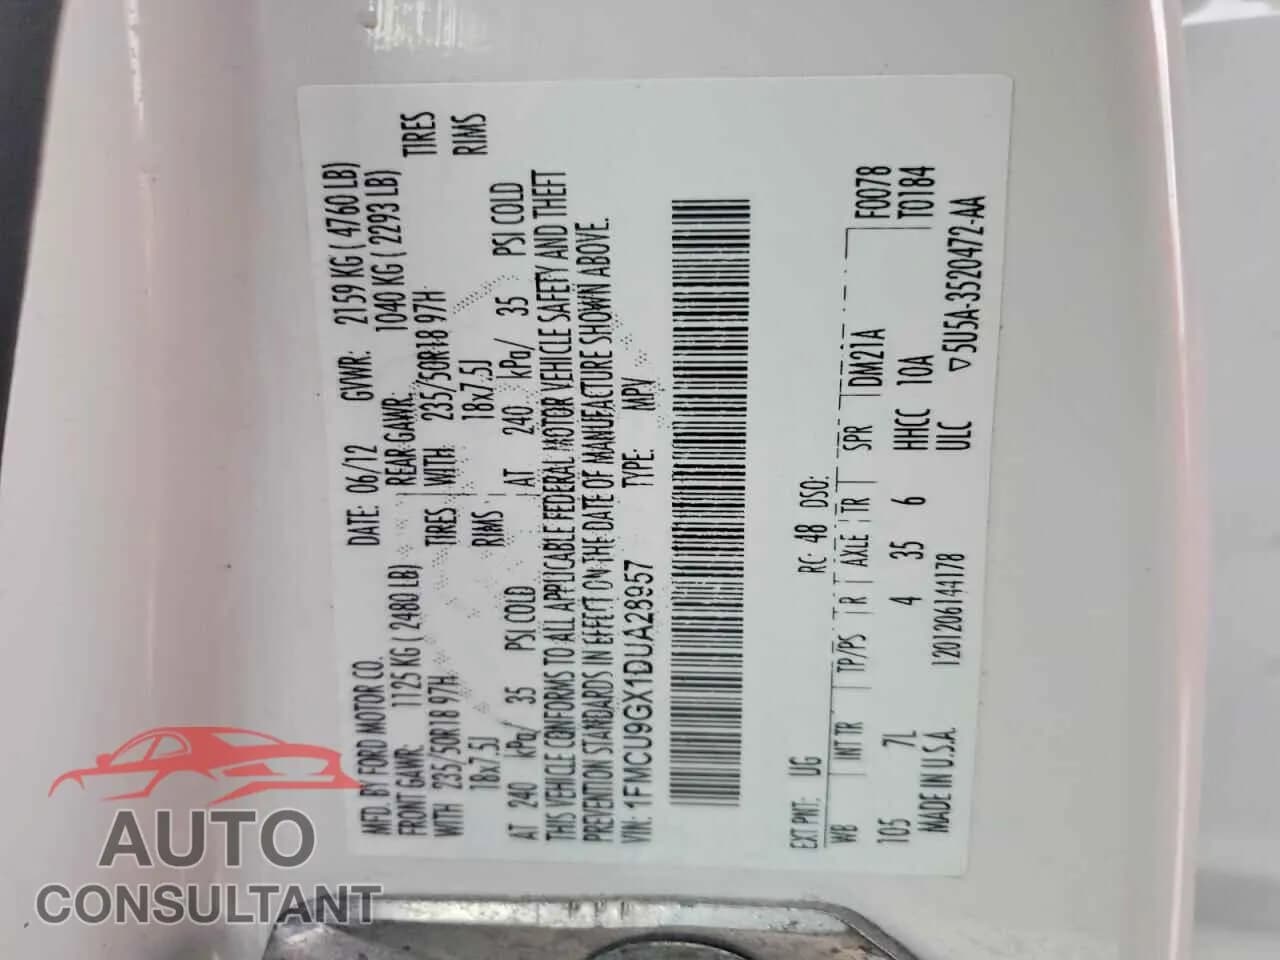 MFD. BY FORD MOTOR CO. DATE: 06/12 GVWR: 2159 KG ( 4760 LB)
FRONT GAWR: 1125 KG ( 2480 LB) REAR GAWR: 1040 KG ( 2293 LB)
WITH 235/50R18 97H TIRES WITH 235/50R18 97H TIRES
18x7.5J RIMS 18x7.5J RIMS
AT 240 kPa/ 35 PSI COLD AT 240 kPa/ 35 PSI COLD
THIS VEHICLE CONFORMS TO ALL APPLICABLE FEDERAL MOTOR VEHICLE SAFETY AND THEFT
PREVENTION STANDARDS IN EFFECT ON THE DATE OF MANUFACTURE SHOWN ABOVE.
VIN: 1FMCU9GX1DUA28957 TYPE: MPV
EXT PNT: UG RC: 48 DSO:
WB INT TR TP/PS R AXLE TR SPR DM21A F0078
105 7L 4 35 6 HHCC 10A T0184
MADE IN U.S.A. 120120614​4178 ULC ▽5U5A-3520472-AA
AUTO
CONSULTANT